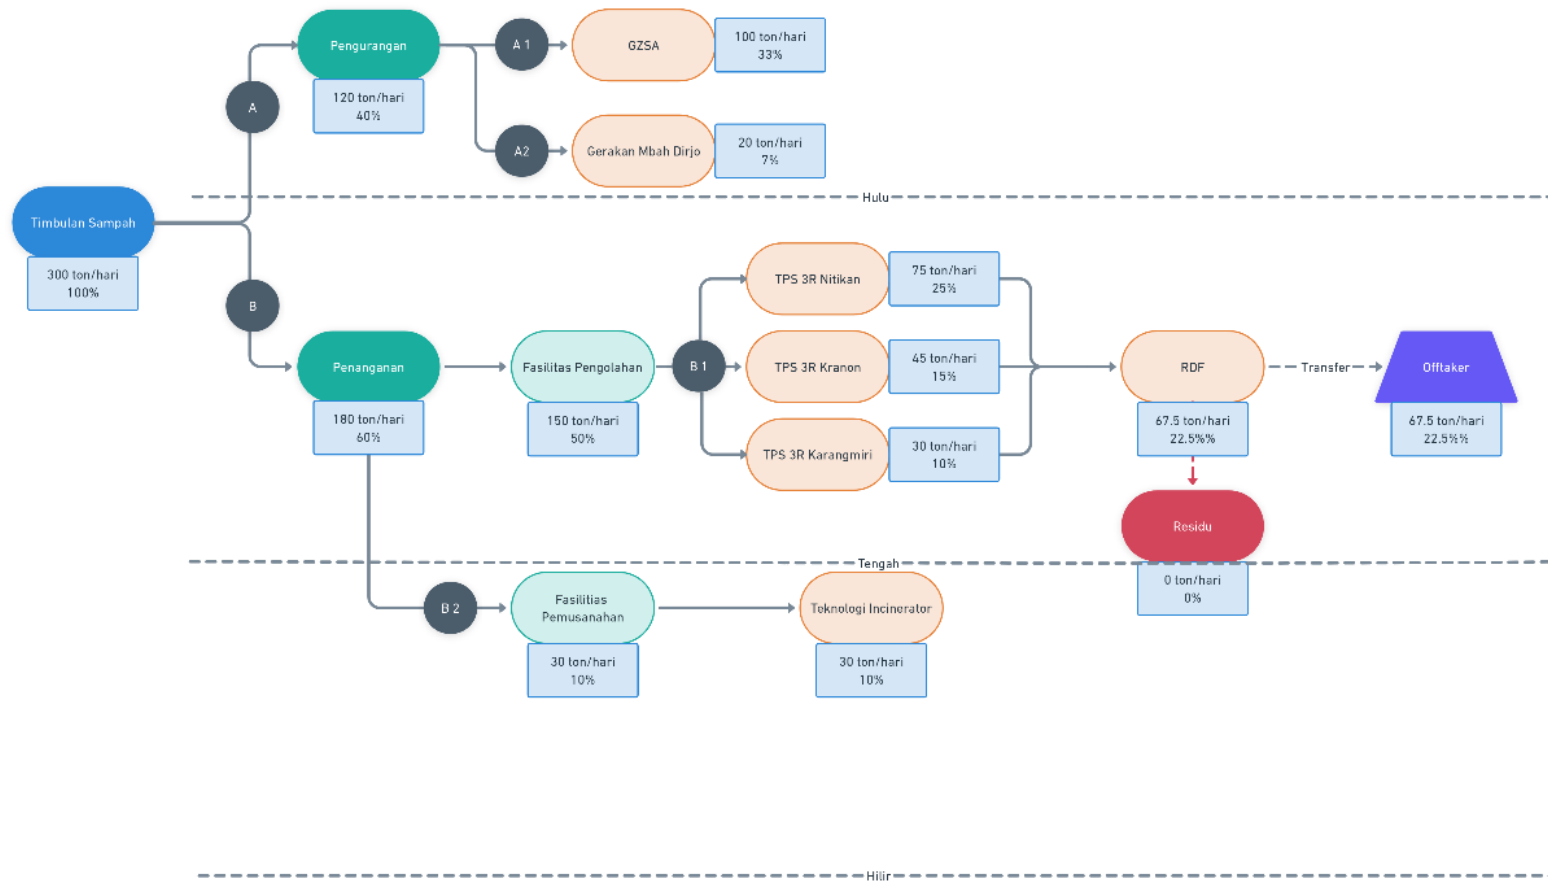 Pengurangan
120 ton/hari
40%
A 1
GZSA
100 ton/hari
33%
A
A2
Gerakan Mbah Dirjo
20 ton/hari
7%
Hulu
Timbulan Sampah
300 ton/hari
100%
B
TPS 3R Nitikan
75 ton/hari
25%
Penanganan
180 ton/hari
60%
Fasilitas Pengolahan
150 ton/hari
50%
B 1
TPS 3R Kranon
45 ton/hari
15%
RDF
67.5 ton/hari
22.5%%
Transfer
Offtaker
67.5 ton/hari
22.5%%
TPS 3R Karangmiri
30 ton/hari
10%
Residu
0 ton/hari
0%
Tengah
B 2
Fasilitias
Pemusanahan
30 ton/hari
10%
Teknologi Incinerator
30 ton/hari
10%
Hilir